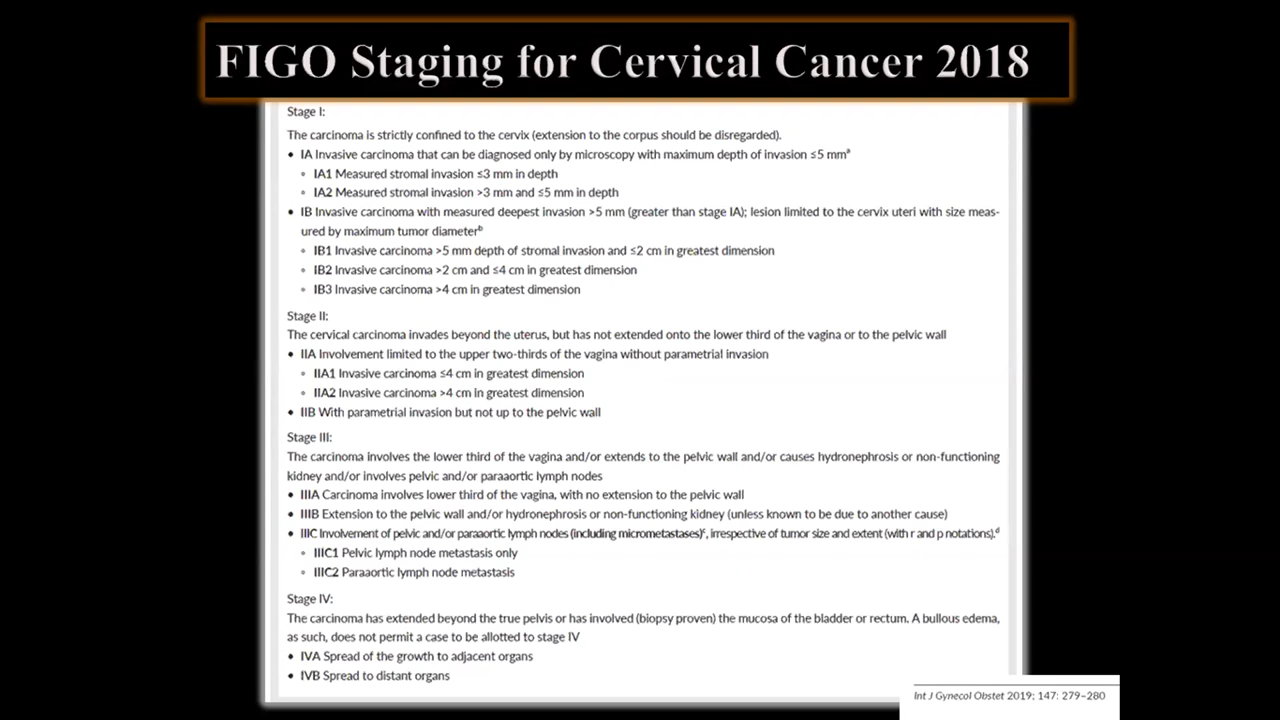 FIGO Staging for Cervical Cancer 2018
Stage I:
The carcinoma is strictly confined to the cervix (extension to the corpus should be disregarded).
• IA Invasive carcinoma that can be diagnosed only by microscopy with maximum depth of invasion ≤5 mmᵃ
◦ IA1 Measured stromal invasion ≤3 mm in depth
◦ IA2 Measured stromal invasion >3 mm and ≤5 mm in depth
• IB Invasive carcinoma with measured deepest invasion >5 mm (greater than stage IA); lesion limited to the cervix uteri with size meas-
ured by maximum tumor diameterᵇ
◦ IB1 Invasive carcinoma >5 mm depth of stromal invasion and ≤2 cm in greatest dimension
◦ IB2 Invasive carcinoma >2 cm and ≤4 cm in greatest dimension
◦ IB3 Invasive carcinoma >4 cm in greatest dimension
Stage II:
The cervical carcinoma invades beyond the uterus, but has not extended onto the lower third of the vagina or to the pelvic wall
• IIA Involvement limited to the upper two-thirds of the vagina without parametrial invasion
◦ IIA1 Invasive carcinoma ≤4 cm in greatest dimension
◦ IIA2 Invasive carcinoma >4 cm in greatest dimension
• IIB With parametrial invasion but not up to the pelvic wall
Stage III:
The carcinoma involves the lower third of the vagina and/or extends to the pelvic wall and/or causes hydronephrosis or non-functioning
kidney and/or involves pelvic and/or paraaortic lymph nodes
• IIIA Carcinoma involves lower third of the vagina, with no extension to the pelvic wall
• IIIB Extension to the pelvic wall and/or hydronephrosis or non-functioning kidney (unless known to be due to another cause)
• IIIC Involvement of pelvic and/or paraaortic lymph nodes (including micrometastases)ᶜ, irrespective of tumor size and extent (with r and p notations).ᵈ
◦ IIIC1 Pelvic lymph node metastasis only
◦ IIIC2 Paraaortic lymph node metastasis
Stage IV:
The carcinoma has extended beyond the true pelvis or has involved (biopsy proven) the mucosa of the bladder or rectum. A bullous edema,
as such, does not permit a case to be allotted to stage IV
• IVA Spread of the growth to adjacent organs
• IVB Spread to distant organs
Int J Gynecol Obstet 2019; 147: 279–280